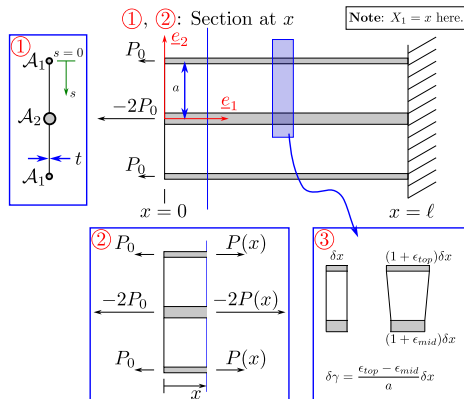 ①, ②: Section at x
Note: X₁ = x here.
①
s = 0
s
𝒜₁
𝒜₂
𝒜₁
t
P₀
e₂
a
−2P₀
e₁
P₀
x = 0
x = ℓ
②
P₀
P(x)
−2P₀
−2P(x)
P₀
P(x)
x
③
δx
(1 + ϵ_top)δx
(1 + ϵ_mid)δx
δγ = (ϵ_top − ϵ_mid)/a δx